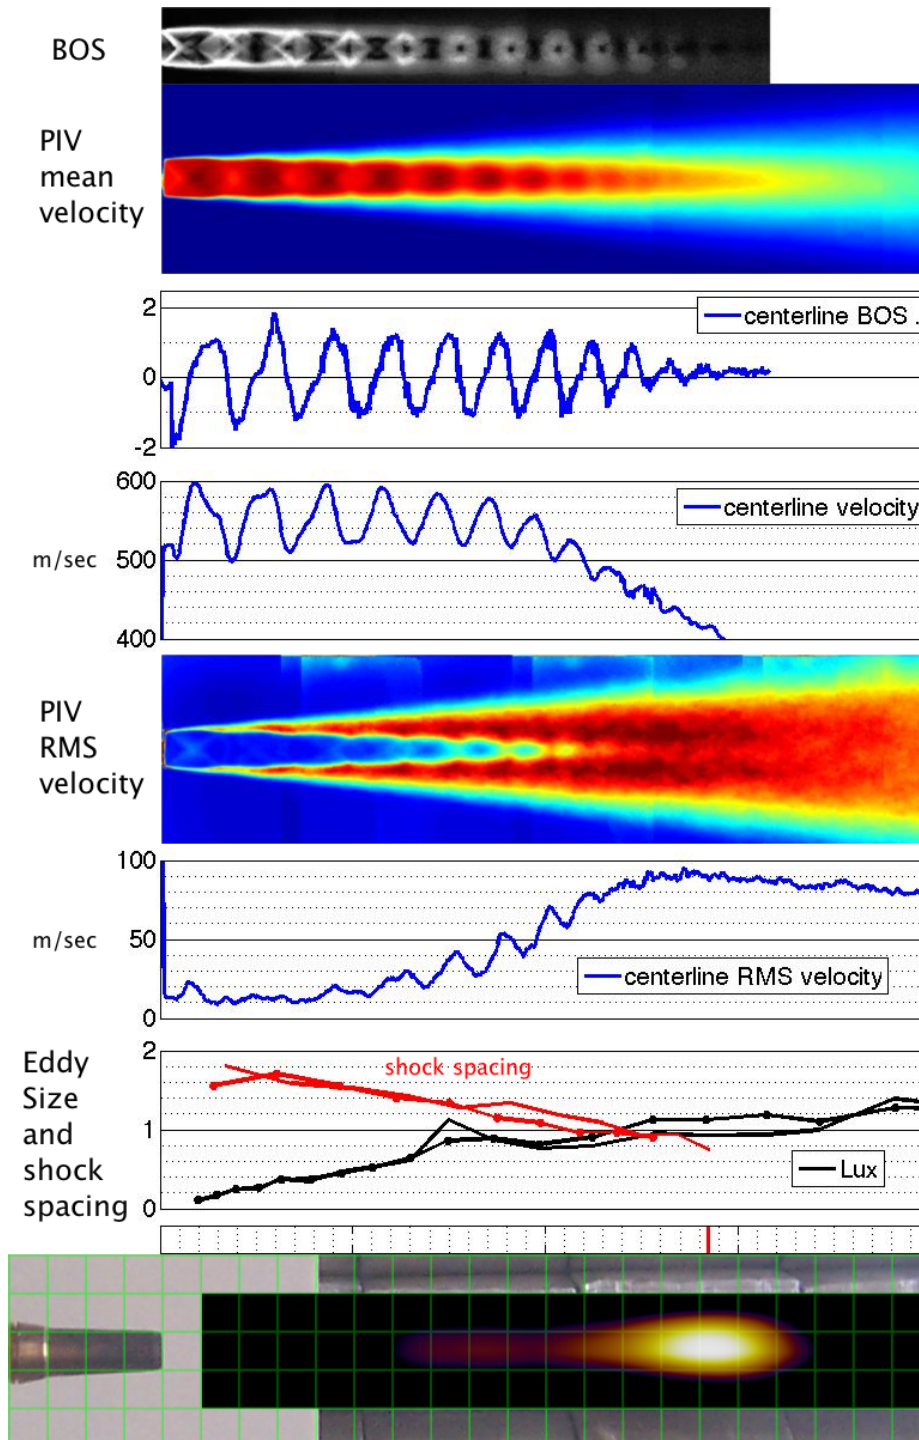 BOS
PIV
mean
velocity
2
centerline BOS .
0
-2
600
centerline velocity
m/sec
500
400
PIV
RMS
velocity
100
m/sec
50
centerline RMS velocity
0
Eddy
Size
and
shock
spacing
2
shock spacing
1
Lux
0